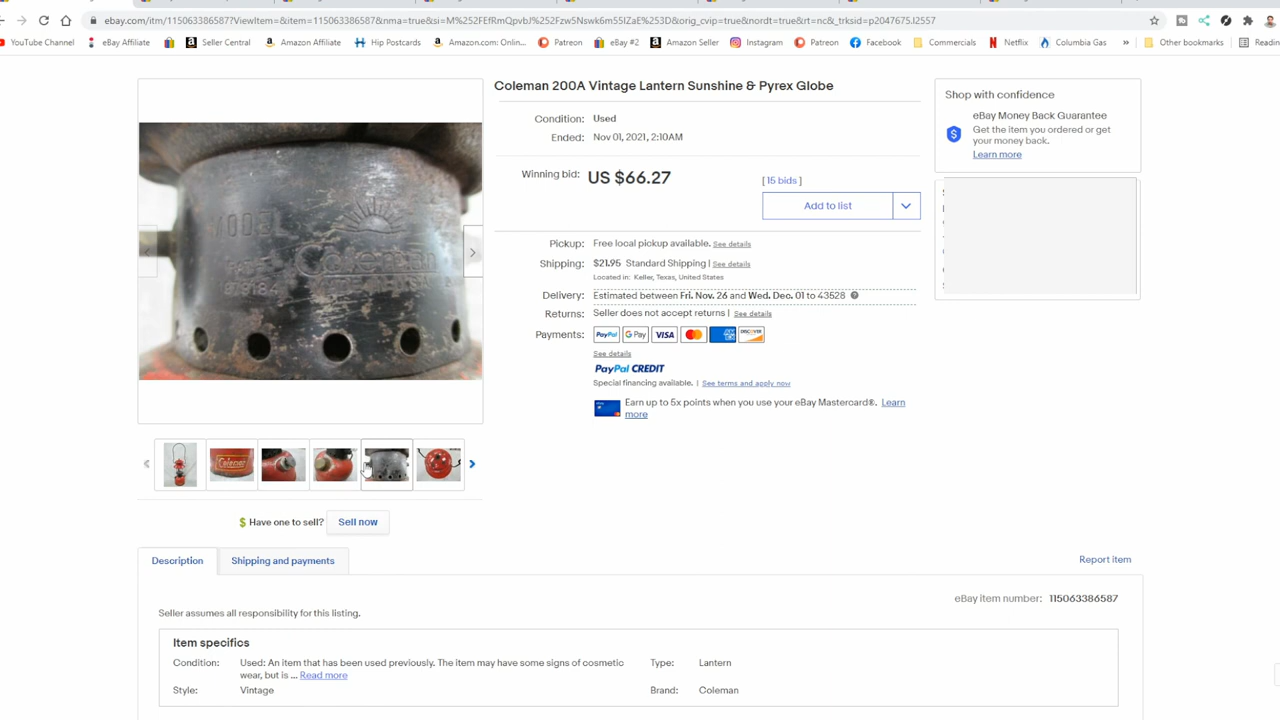 ebay.com/itm/115063386587?ViewItem=&item=115063386587&nma=true&si=M%252FEfRmQpvbJ%252Fzw5Nswk6m55IZaE%253D&orig_cvip=true&nordt=true&rt=nc&_trksid=p2047675.l2557
YouTube Channel eBay Affiliate Seller Central Amazon Affiliate Hip Postcards Amazon.com: Onli... Patreon eBay #2 Amazon Seller Instagram Patreon Facebook Commercials Netflix Columbia Gas » Other bookmarks
Coleman 200A Vintage Lantern Sunshine & Pyrex Globe
Condition: Used
Ended: Nov 01, 2021, 2:10AM
Winning bid: US $66.27 [ 15 bids ]
Add to list
Pickup: Free local pickup available. See details
Shipping: $21.95 Standard Shipping | See details
Located in: Keller, Texas, United States
Delivery: Estimated between Fri. Nov. 26 and Wed. Dec. 01 to 43528
Returns: Seller does not accept returns | See details
Payments: PayPal G Pay VISA DISCOVER
See details
PayPal CREDIT
Special financing available. | See terms and apply now
Earn up to 5x points when you use your eBay Mastercard®. Learn
more
Shop with confidence
eBay Money Back Guarantee
Get the item you ordered or get
your money back.
Learn more
MODEL
Coleman
Coleman
$ Have one to sell? Sell now
Description Shipping and payments
Report item
eBay item number: 115063386587
Seller assumes all responsibility for this listing.
Item specifics
Condition: Used: An item that has been used previously. The item may have some signs of cosmetic
wear, but is ... Read more
Type: Lantern
Style: Vintage
Brand: Coleman